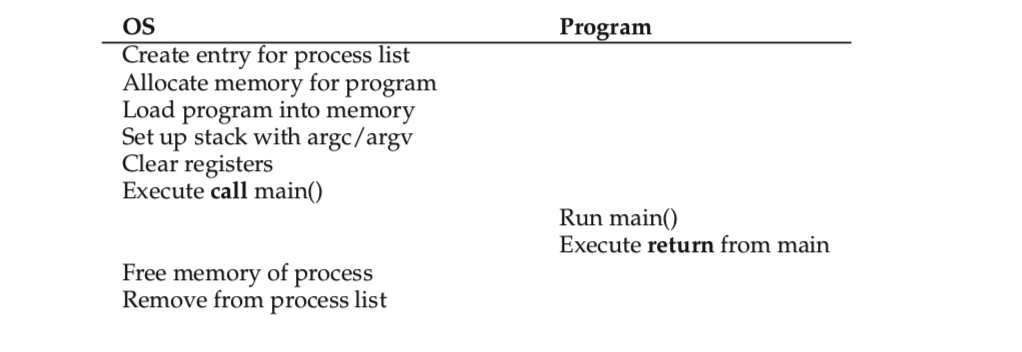 OS Program
Create entry for process list
Allocate memory for program
Load program into memory
Set up stack with argc/argv
Clear registers
Execute call main()
Run main()
Execute return from main
Free memory of process
Remove from process list